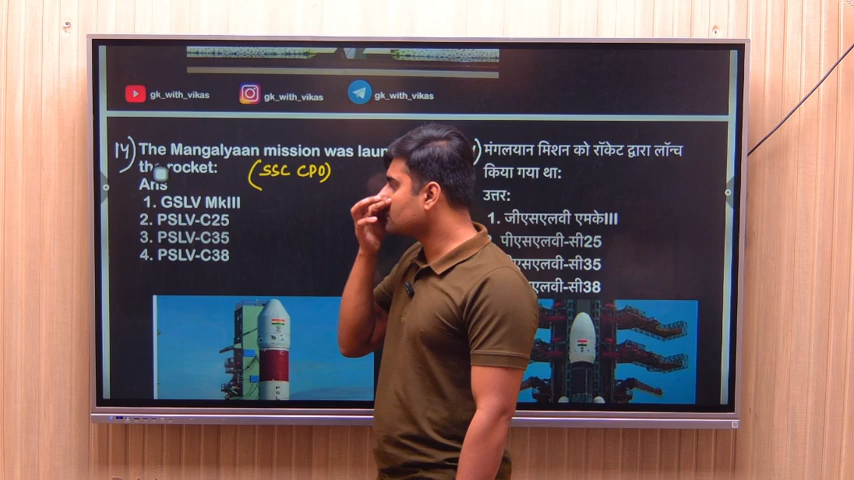 gk_with_vikas
gk_with_vikas
gk_with_vikas
14) The Mangalyaan mission was
the rocket: (SSC CPO)
Ans
1. GSLV MkIII
2. PSLV-C25
3. PSLV-C35
4. PSLV-C38
) मंगलयान मिशन को रॉकेट द्वारा लॉन्च
किया गया था:
उत्तर:
1. जीएसएलवी एमकेIII
पीएसएलवी-सी25
एसएलवी-सी35
एलवी-सी38